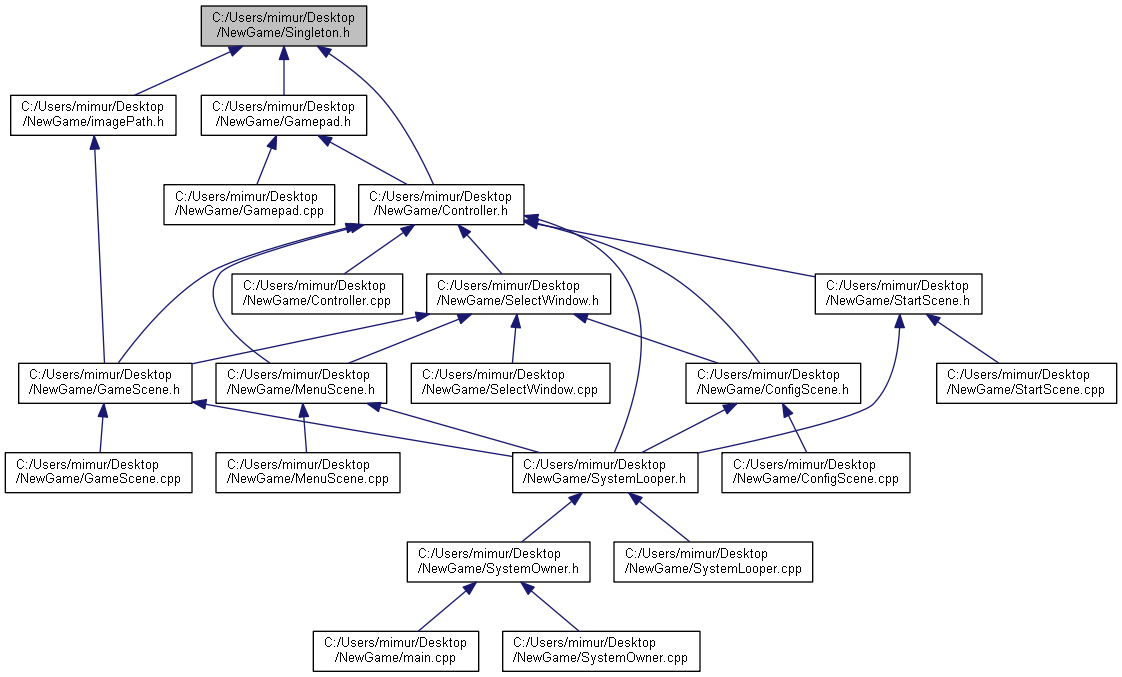 C:/Users/mimur/Desktop
/NewGame/Singleton.h
C:/Users/mimur/Desktop
/NewGame/imagePath.h
C:/Users/mimur/Desktop
/NewGame/Gamepad.h
C:/Users/mimur/Desktop
/NewGame/Gamepad.cpp
C:/Users/mimur/Desktop
/NewGame/Controller.h
C:/Users/mimur/Desktop
/NewGame/Controller.cpp
C:/Users/mimur/Desktop
/NewGame/SelectWindow.h
C:/Users/mimur/Desktop
/NewGame/StartScene.h
C:/Users/mimur/Desktop
/NewGame/GameScene.h
C:/Users/mimur/Desktop
/NewGame/MenuScene.h
C:/Users/mimur/Desktop
/NewGame/SelectWindow.cpp
C:/Users/mimur/Desktop
/NewGame/ConfigScene.h
C:/Users/mimur/Desktop
/NewGame/StartScene.cpp
C:/Users/mimur/Desktop
/NewGame/GameScene.cpp
C:/Users/mimur/Desktop
/NewGame/MenuScene.cpp
C:/Users/mimur/Desktop
/NewGame/SystemLooper.h
C:/Users/mimur/Desktop
/NewGame/ConfigScene.cpp
C:/Users/mimur/Desktop
/NewGame/SystemOwner.h
C:/Users/mimur/Desktop
/NewGame/SystemLooper.cpp
C:/Users/mimur/Desktop
/NewGame/main.cpp
C:/Users/mimur/Desktop
/NewGame/SystemOwner.cpp